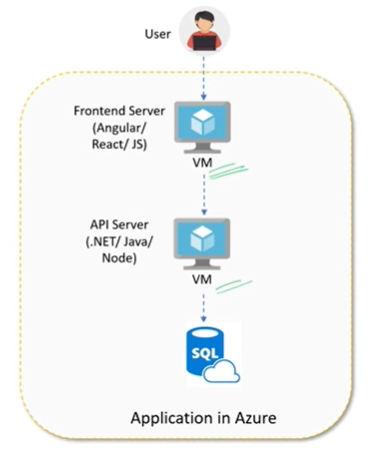 User
Frontend Server
(Angular/
React/ JS)
VM
API Server
(.NET/ Java/
Node)
VM
SQL
Application in Azure